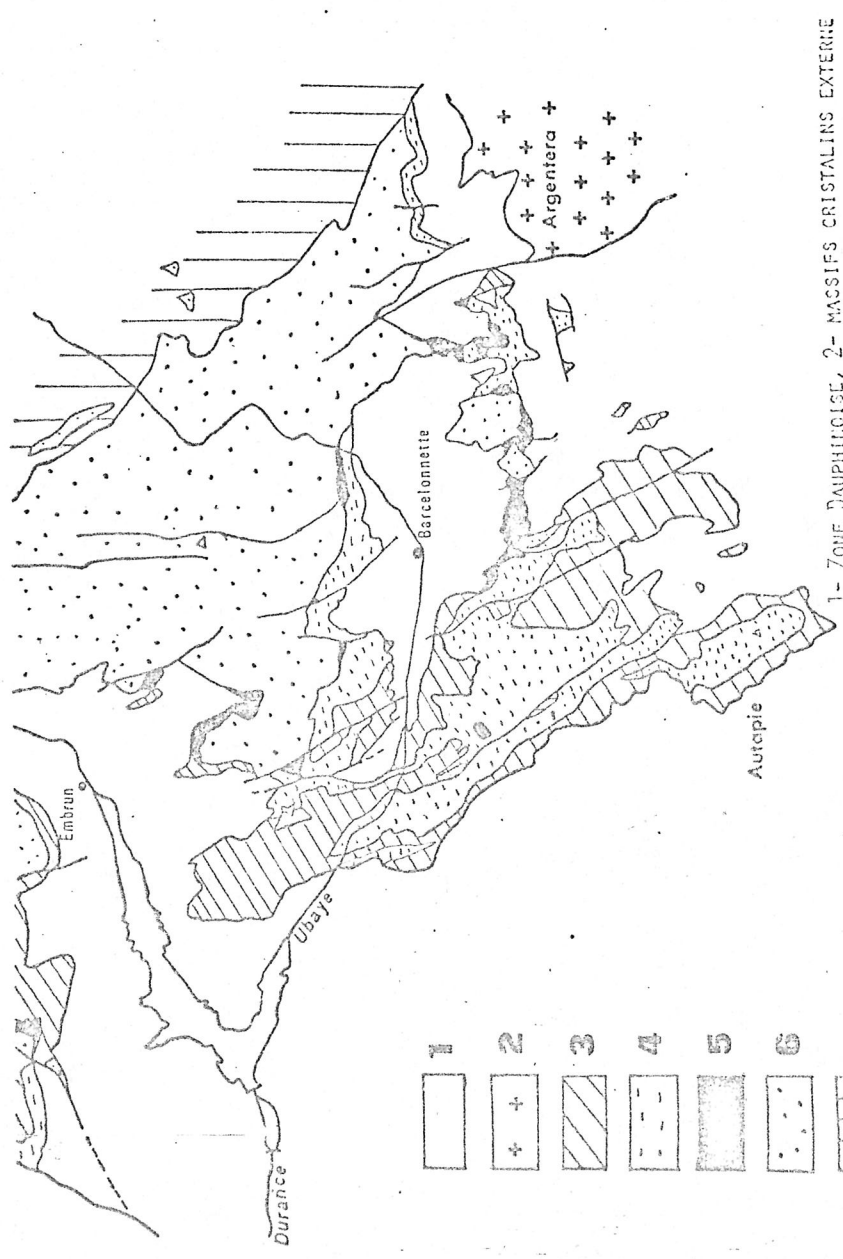 Embrun
Barcelonnette
Argentera
Ubaye
Durance
Autapie
1
2
3
4
5
6
1- ZONE DAUPHINOISE, 2- MASSIFS CRISTALINS EXTERNE